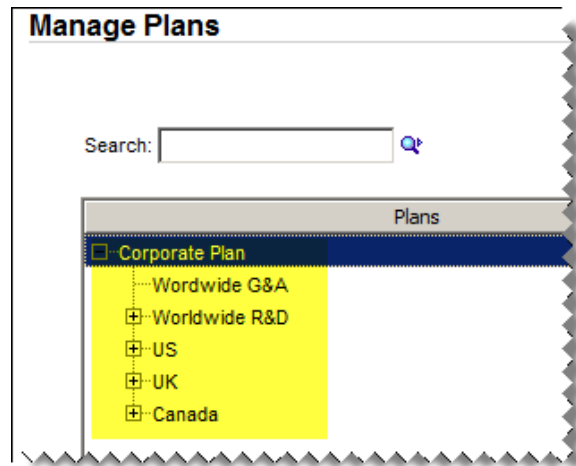 Manage Plans
Search:
Plans
Corporate Plan
Wordwide G&A
Worldwide R&D
US
UK
Canada